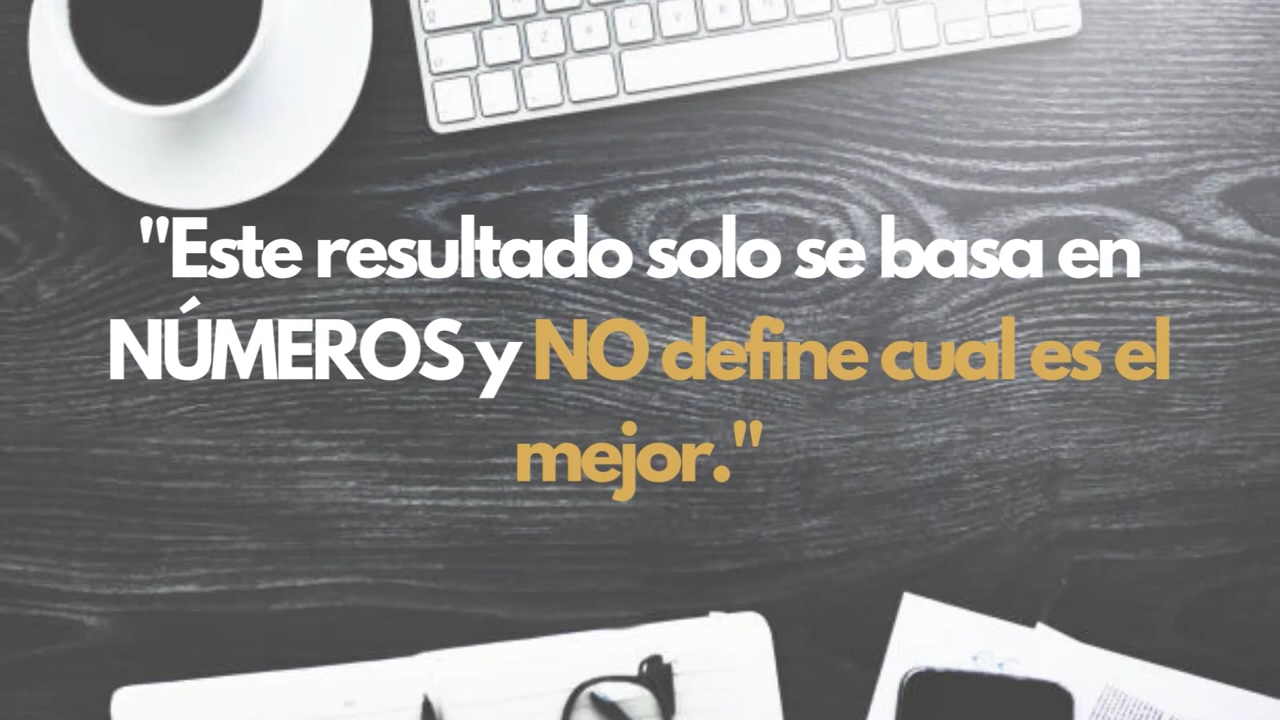 "Este resultado solo se basa en
NÚMEROS y NO define cual es el
mejor."